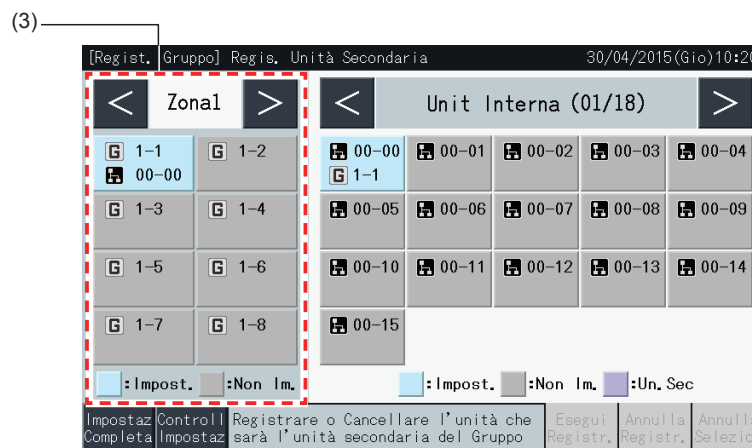 (3)
[Regist. Gruppo] Regis. Unità Secondaria 30/04/2015(Gio)10:20
< Zona1 > < Unit Interna (01/18) >
G 1-1 G 1-2 00-00 00-01 00-02 00-03 00-04
00-00 G 1-1
G 1-3 G 1-4 00-05 00-06 00-07 00-08 00-09
G 1-5 G 1-6 00-10 00-11 00-12 00-13 00-14
G 1-7 G 1-8 00-15
:Impost. :Non Im. :Impost. :Non Im. :Un. Sec
Impostaz Controll Registrare o Cancellare l'unità che Esegui Annulla Annulla
Completa Impostaz sarà l'unità secondaria del Gruppo Registr. Registr. Selezio